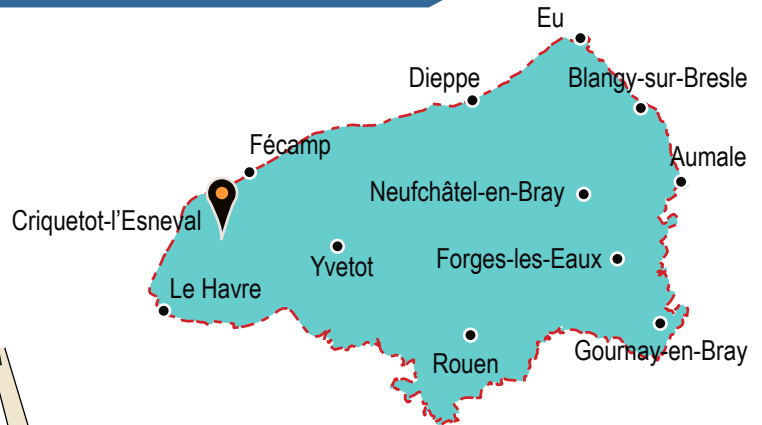 Eu
Dieppe
Blangy-sur-Bresle
Fécamp
Aumale
Neufchâtel-en-Bray
Criquetot-l'Esneval
Yvetot
Forges-les-Eaux
Le Havre
Rouen
Gournay-en-Bray